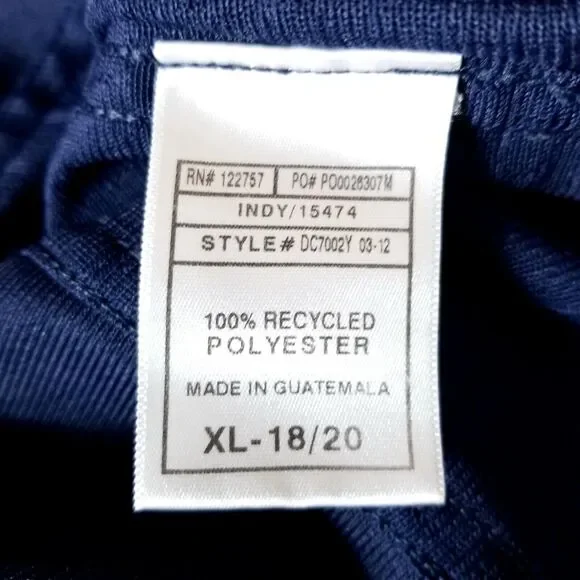 RN# 122757 PO# PO0026307M
INDY/15474
STYLE# DC7002Y 03-12
100% RECYCLED
POLYESTER
MADE IN GUATEMALA
XL-18/20